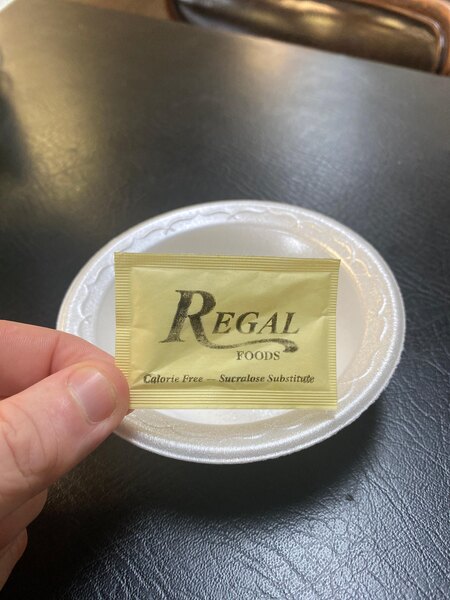 REGAL
FOODS
Calorie Free — Sucralose Substitute